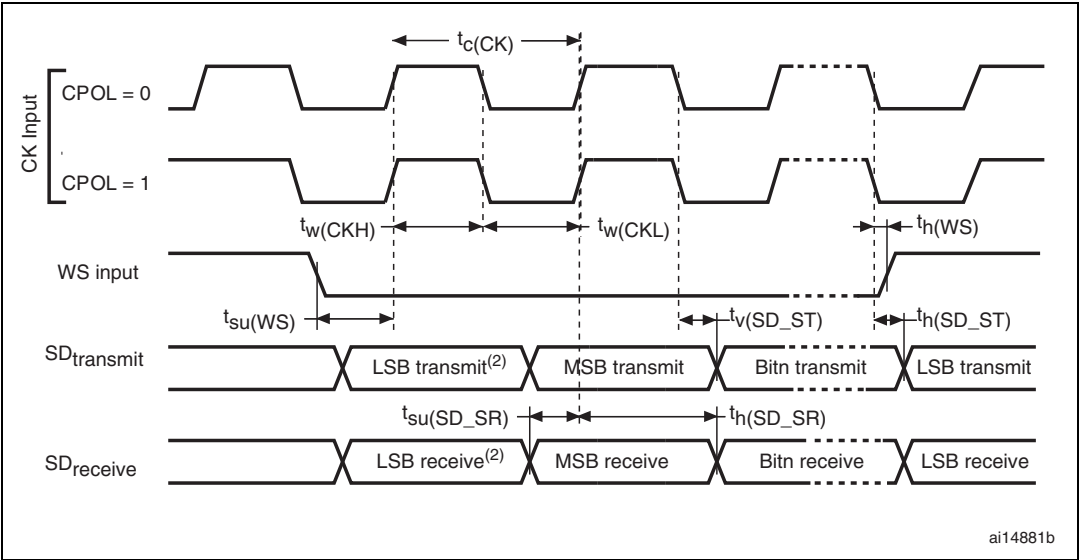 tc(CK)
CK Input
CPOL = 0
CPOL = 1
tw(CKH)
tw(CKL)
th(WS)
WS input
tsu(WS)
tv(SD_ST)
th(SD_ST)
SDtransmit
LSB transmit(2)
MSB transmit
Bitn transmit
LSB transmit
tsu(SD_SR)
th(SD_SR)
SDreceive
LSB receive(2)
MSB receive
Bitn receive
LSB receive
ai14881b